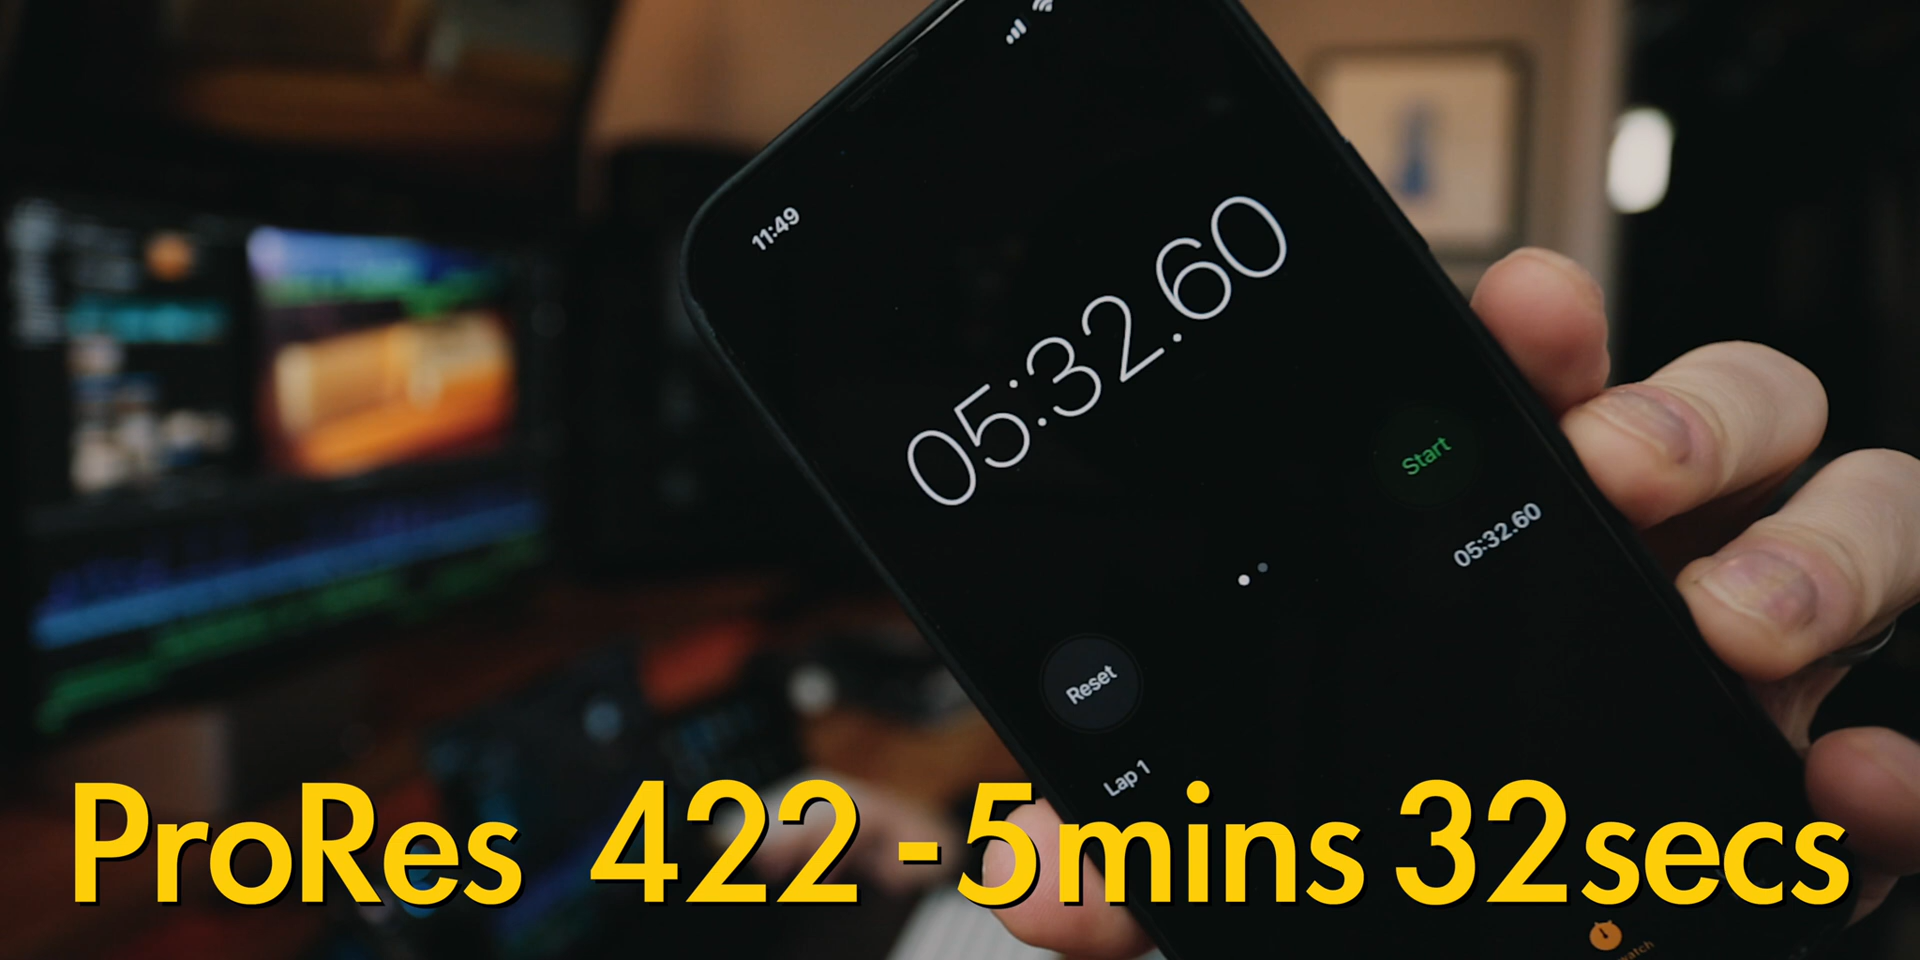 11:49
05:32.60
Start
05:32.60
Reset
Lap 1
ProRes 422 - 5mins 32secs